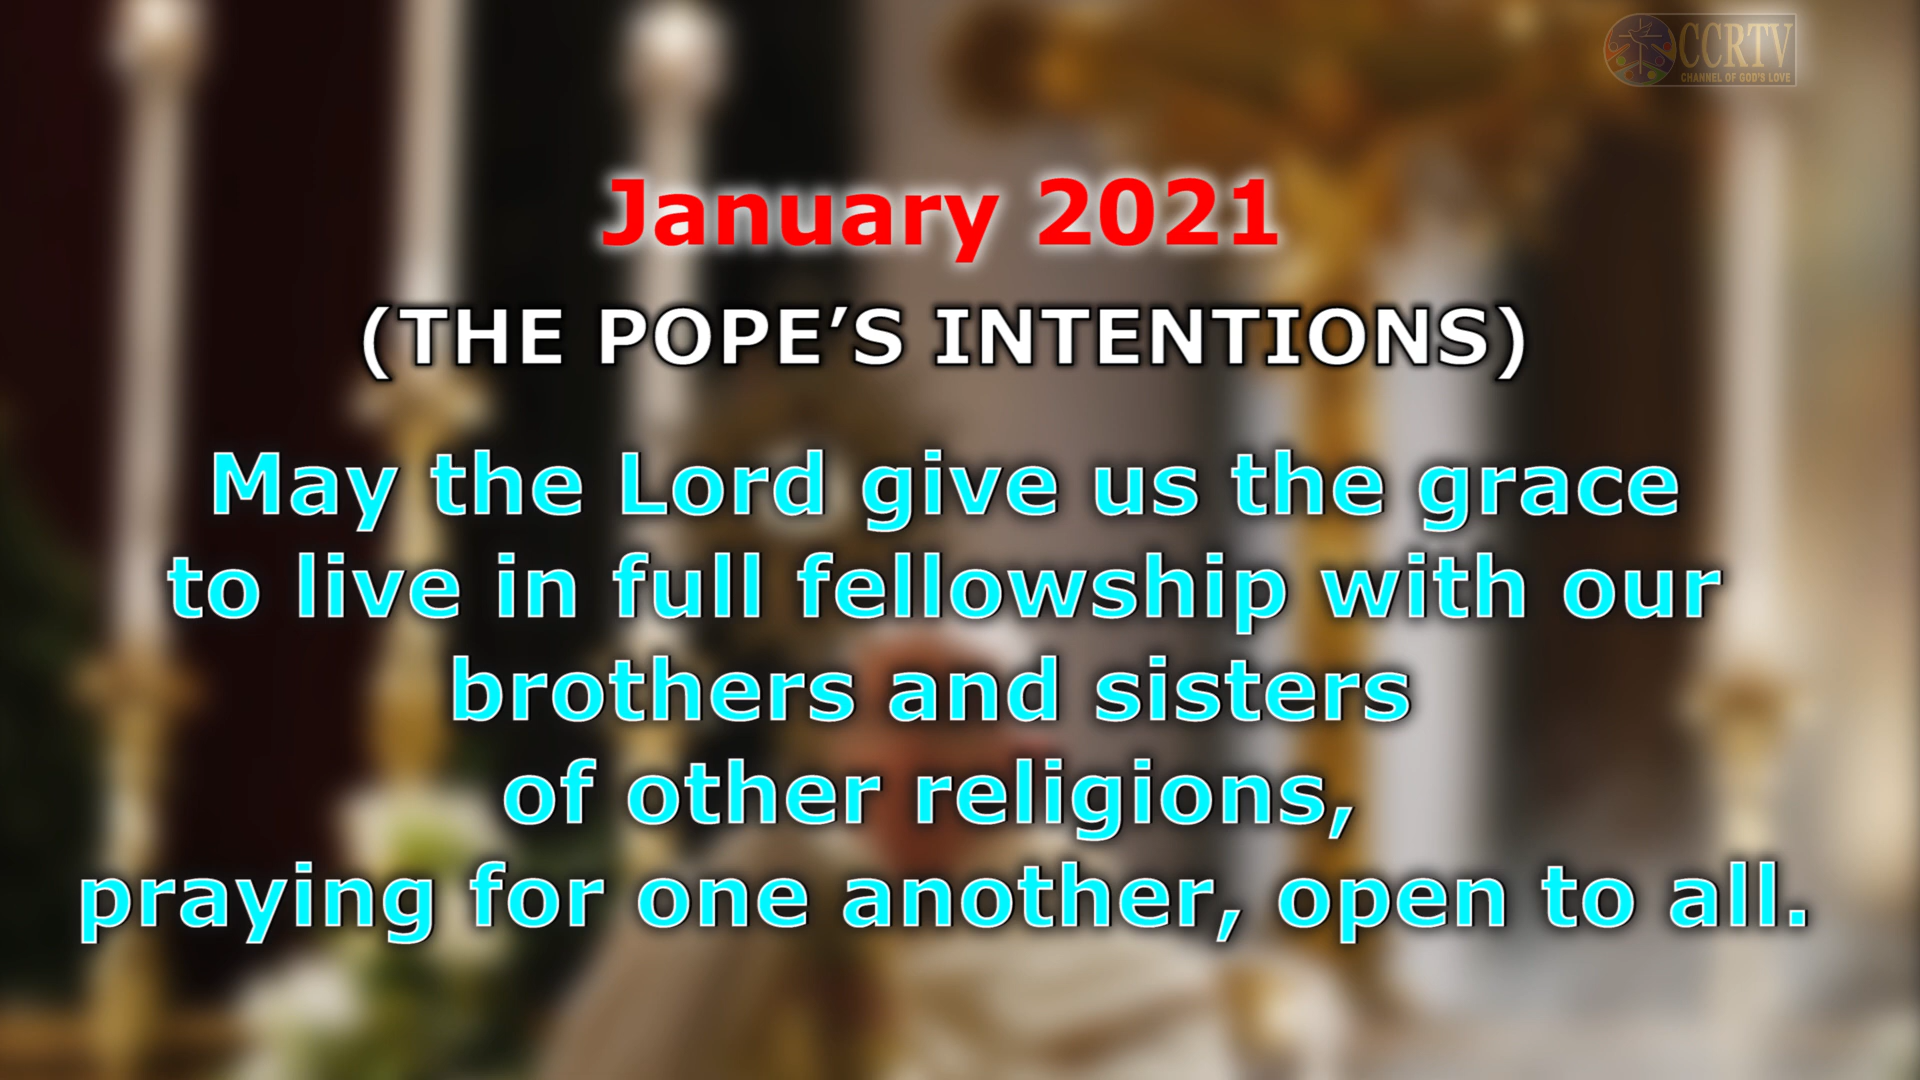 CCRTV
CHANNEL OF GOD'S LOVE
January 2021
(THE POPE’S INTENTIONS)
May the Lord give us the grace
to live in full fellowship with our
brothers and sisters
of other religions,
praying for one another, open to all.